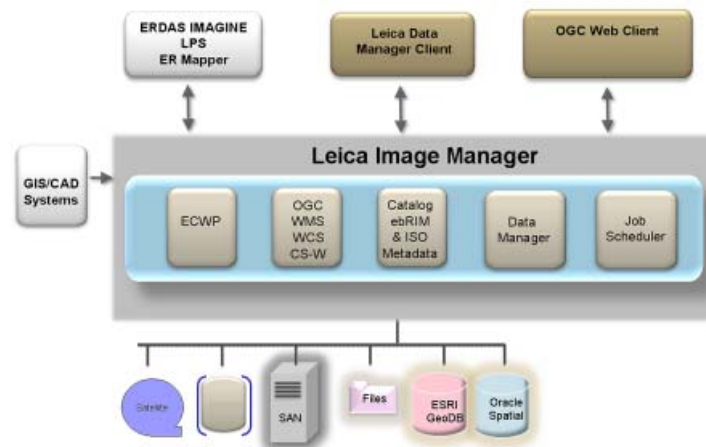 ERDAS IMAGINE
LPS
ER Mapper
Leica Data
Manager Client
OGC Web Client
Leica Image Manager
GIS/CAD
Systems
ECWP
OGC
WMS
WCS
CS-W
Catalog
ebRIM
& ISO
Metadata
Data
Manager
Job
Scheduler
Satelite
SAN
Files
ESRI
GeoDB
Oracle
Spatial